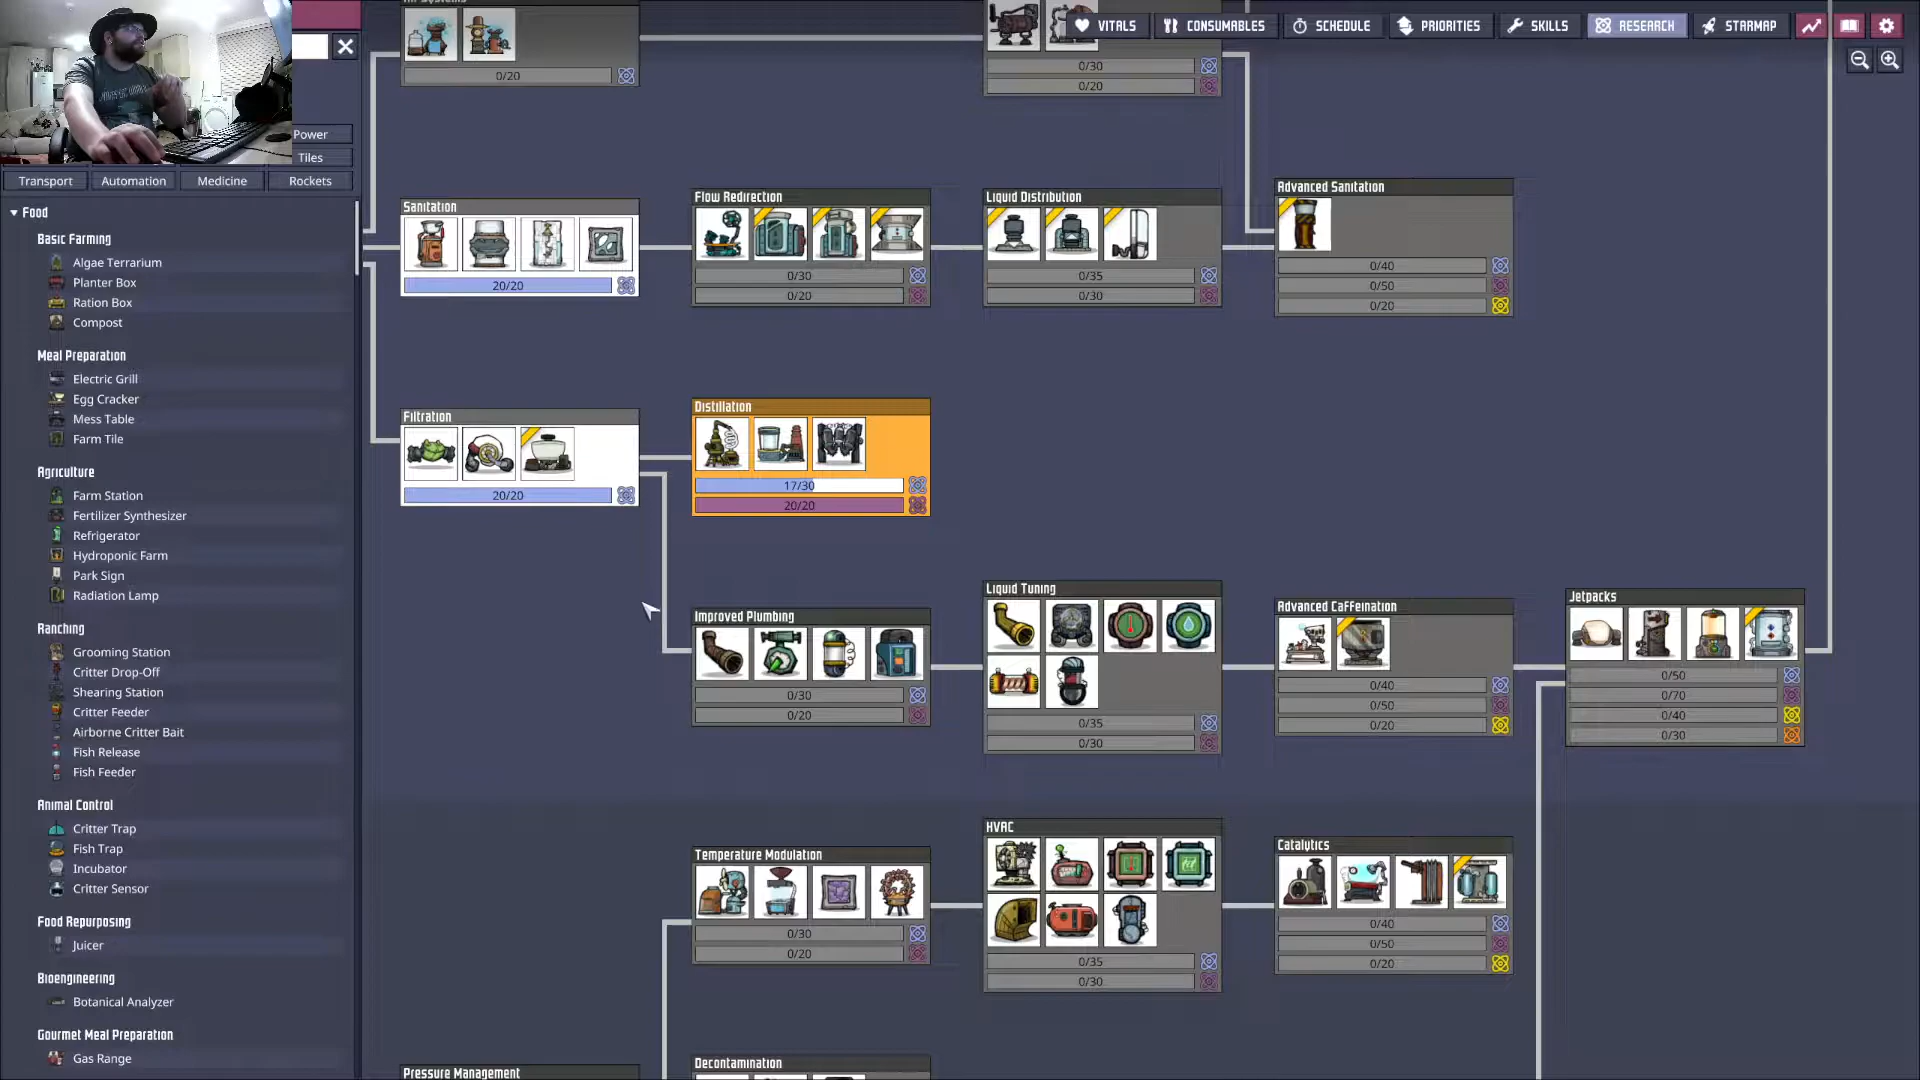 VITALS
CONSUMABLES
SCHEDULE
PRIORITIES
SKILLS
RESEARCH
STARMAP
0/20
0/30
0/20
Power
Tiles
Transport
Automation
Medicine
Rockets
Food
Basic Farming
Algae Terrarium
Planter Box
Ration Box
Compost
Meal Preparation
Electric Grill
Egg Cracker
Mess Table
Farm Tile
Agriculture
Farm Station
Fertilizer Synthesizer
Refrigerator
Hydroponic Farm
Park Sign
Radiation Lamp
Ranching
Grooming Station
Critter Drop-Off
Shearing Station
Critter Feeder
Airborne Critter Bait
Fish Release
Fish Feeder
Animal Control
Critter Trap
Fish Trap
Incubator
Critter Sensor
Food Repurposing
Juicer
Bioengineering
Botanical Analyzer
Gourmet Meal Preparation
Gas Range
Sanitation
20/20
Flow Redirection
0/30
0/20
Liquid Distribution
0/35
0/30
Advanced Sanitation
0/40
0/50
0/20
Filtration
20/20
Distillation
17/30
20/20
Improved Plumbing
0/30
0/20
Liquid Tuning
0/35
0/30
Advanced Caffeination
0/40
0/50
0/20
Jetpacks
0/50
0/70
0/40
0/30
Temperature Modulation
0/30
0/20
HVAC
0/35
0/30
Catalytics
0/40
0/50
0/20
Pressure Management
Decontamination